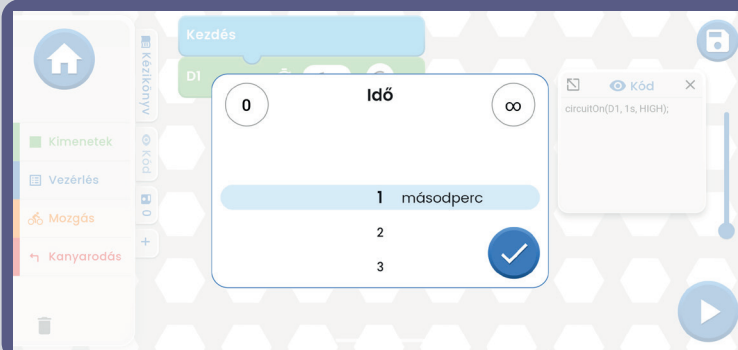 Kezdés
D1
Kézikönyv
Kód
0
+
Kimenetek
Vezérlés
Mozgás
Kanyarodás
0
Idő
∞
1 másodperc
2
3
Kód
circuitOn(D1, 1s, HIGH);